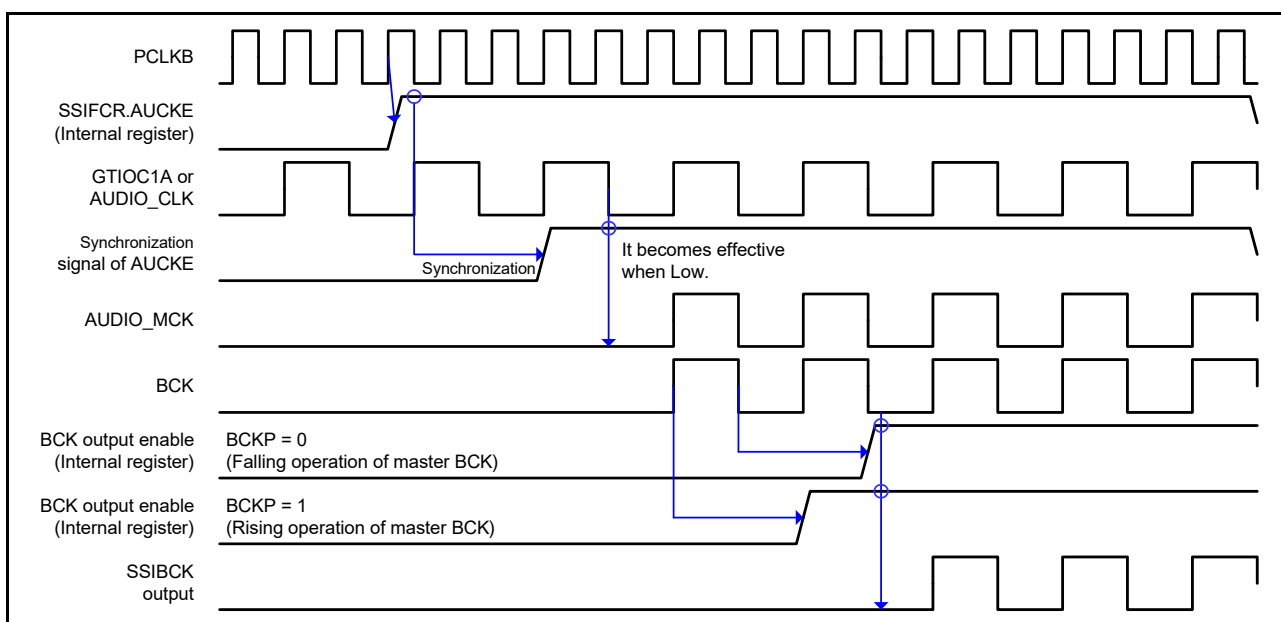 PCLKB
SSIFCR.AUCKE
(Internal register)
GTIOC1A or
AUDIO_CLK
Synchronization
signal of AUCKE
Synchronization
It becomes effective
when Low.
AUDIO_MCK
BCK
BCK output enable
(Internal register)
BCKP = 0
(Falling operation of master BCK)
BCK output enable
(Internal register)
BCKP = 1
(Rising operation of master BCK)
SSIBCK
output